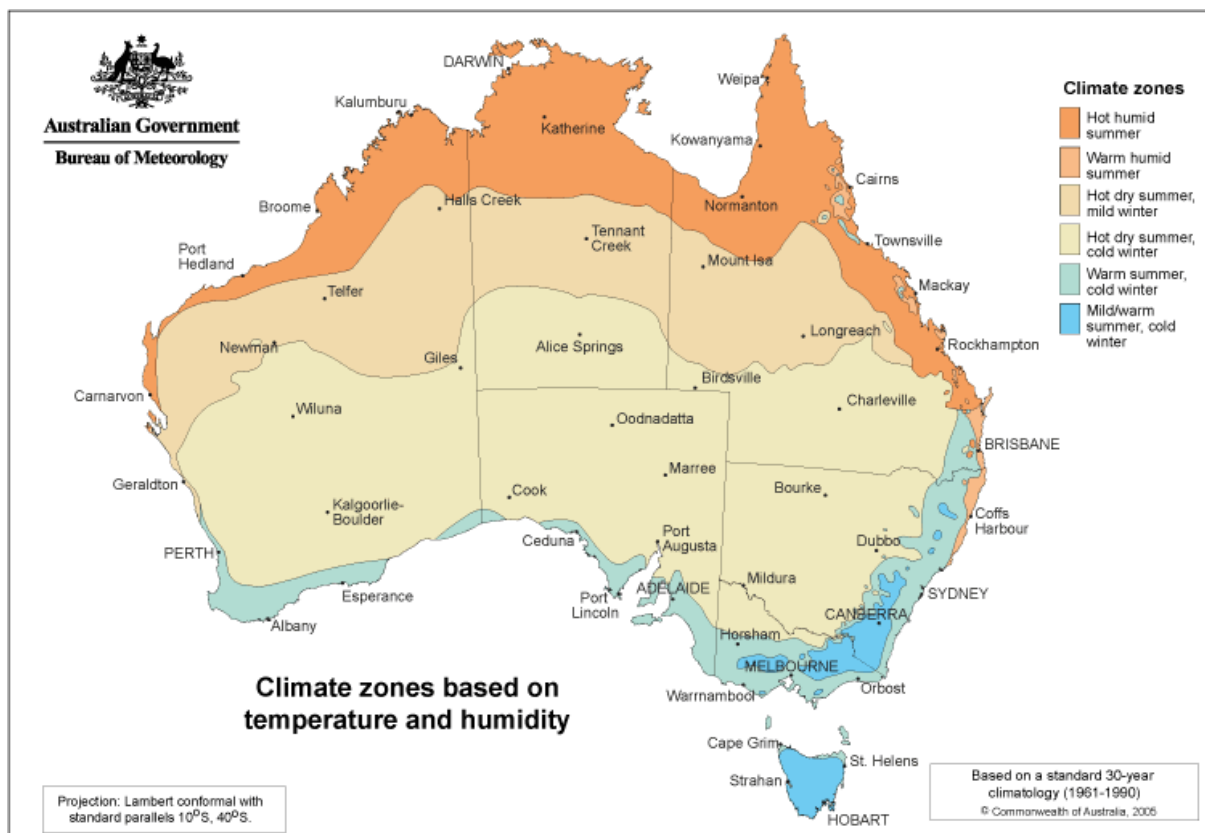 Australian Government
Bureau of Meteorology
DARWIN
Weipa
Kalumburu
Katherine
Kowanyama
Cairns
Broome
Halls Creek
Normanton
Townsville
Port
Hedland
Tennant
Creek
Mount Isa
Telfer
Mackay
Newman
Longreach
Rockhampton
Giles
Alice Springs
Carnarvon
Birdsville
Wiluna
Charleville
Oodnadatta
BRISBANE
Marree
Geraldton
Bourke
Cook
Kalgoorlie-
Boulder
Coffs
Harbour
Ceduna
Port
Augusta
Dubbo
PERTH
Esperance
Port
Lincoln
ADELAIDE
Mildura
SYDNEY
Albany
CANBERRA
Horsham
MELBOURNE
Warrnambool
Orbost
Cape Grim
St. Helens
Strahan
HOBART
Climate zones
Hot humid
summer
Warm humid
summer
Hot dry summer,
mild winter
Hot dry summer,
cold winter
Warm summer,
cold winter
Mild/warm
summer, cold
winter
Climate zones based on
temperature and humidity
Projection: Lambert conformal with
standard parallels 10ºS, 40ºS.
Based on a standard 30-year
climatology (1961-1990)
© Commonwealth of Australia, 2005